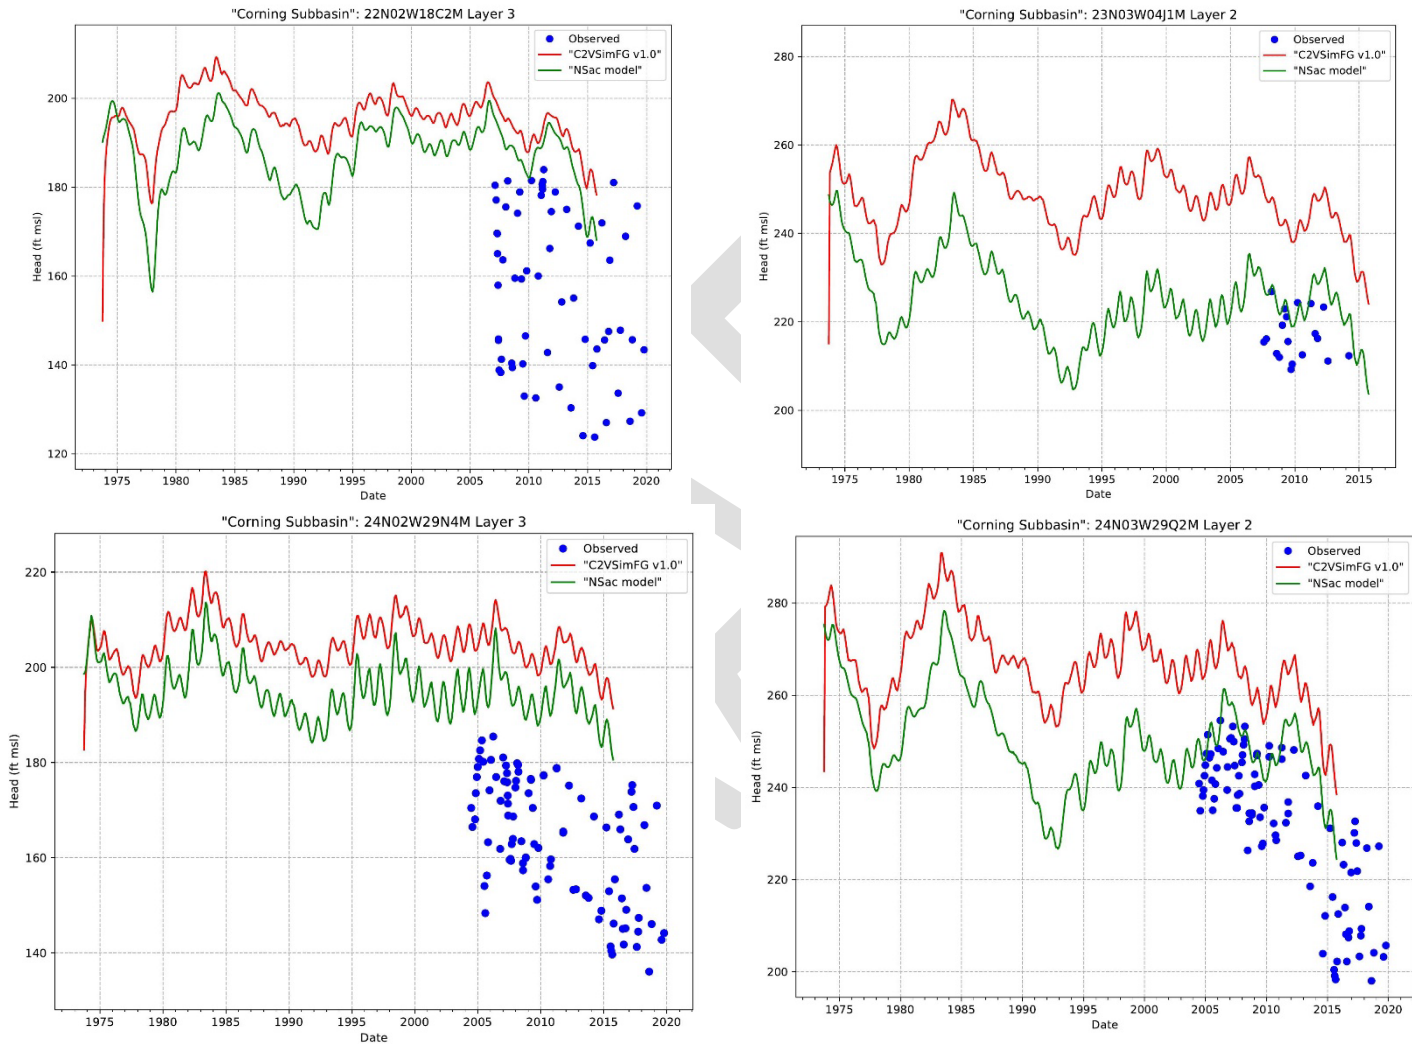 "Corning Subbasin": 22N02W18C2M Layer 3
Observed
"C2VSimFG v1.0"
"NSac model"
Head (ft msl)
200
180
160
140
120
1975 1980 1985 1990 1995 2000 2005 2010 2015 2020
Date
"Corning Subbasin": 23N03W04J1M Layer 2
Observed
"C2VSimFG v1.0"
"NSac model"
Head (ft msl)
280
260
240
220
200
1975 1980 1985 1990 1995 2000 2005 2010 2015
Date
"Corning Subbasin": 24N02W29N4M Layer 3
Observed
"C2VSimFG v1.0"
"NSac model"
Head (ft msl)
220
200
180
160
140
1975 1980 1985 1990 1995 2000 2005 2010 2015 2020
Date
"Corning Subbasin": 24N03W29Q2M Layer 2
Observed
"C2VSimFG v1.0"
"NSac model"
Head (ft msl)
280
260
240
220
200
1975 1980 1985 1990 1995 2000 2005 2010 2015 2020
Date